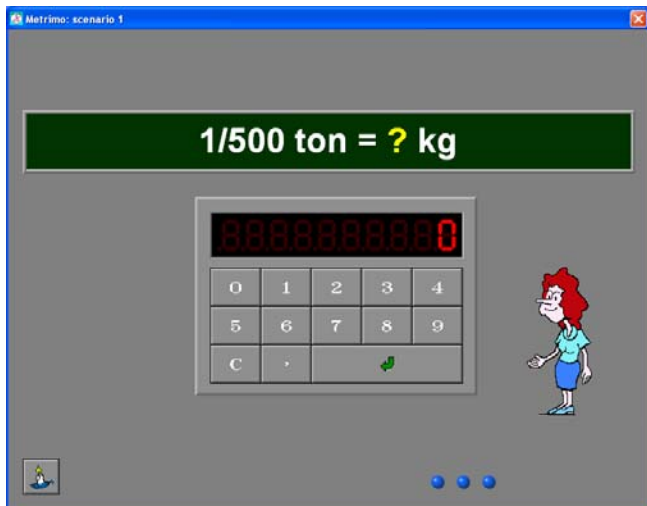 Metrimo: scenario 1
1/500 ton = ? kg
0
0 1 2 3 4
5 6 7 8 9
C ,